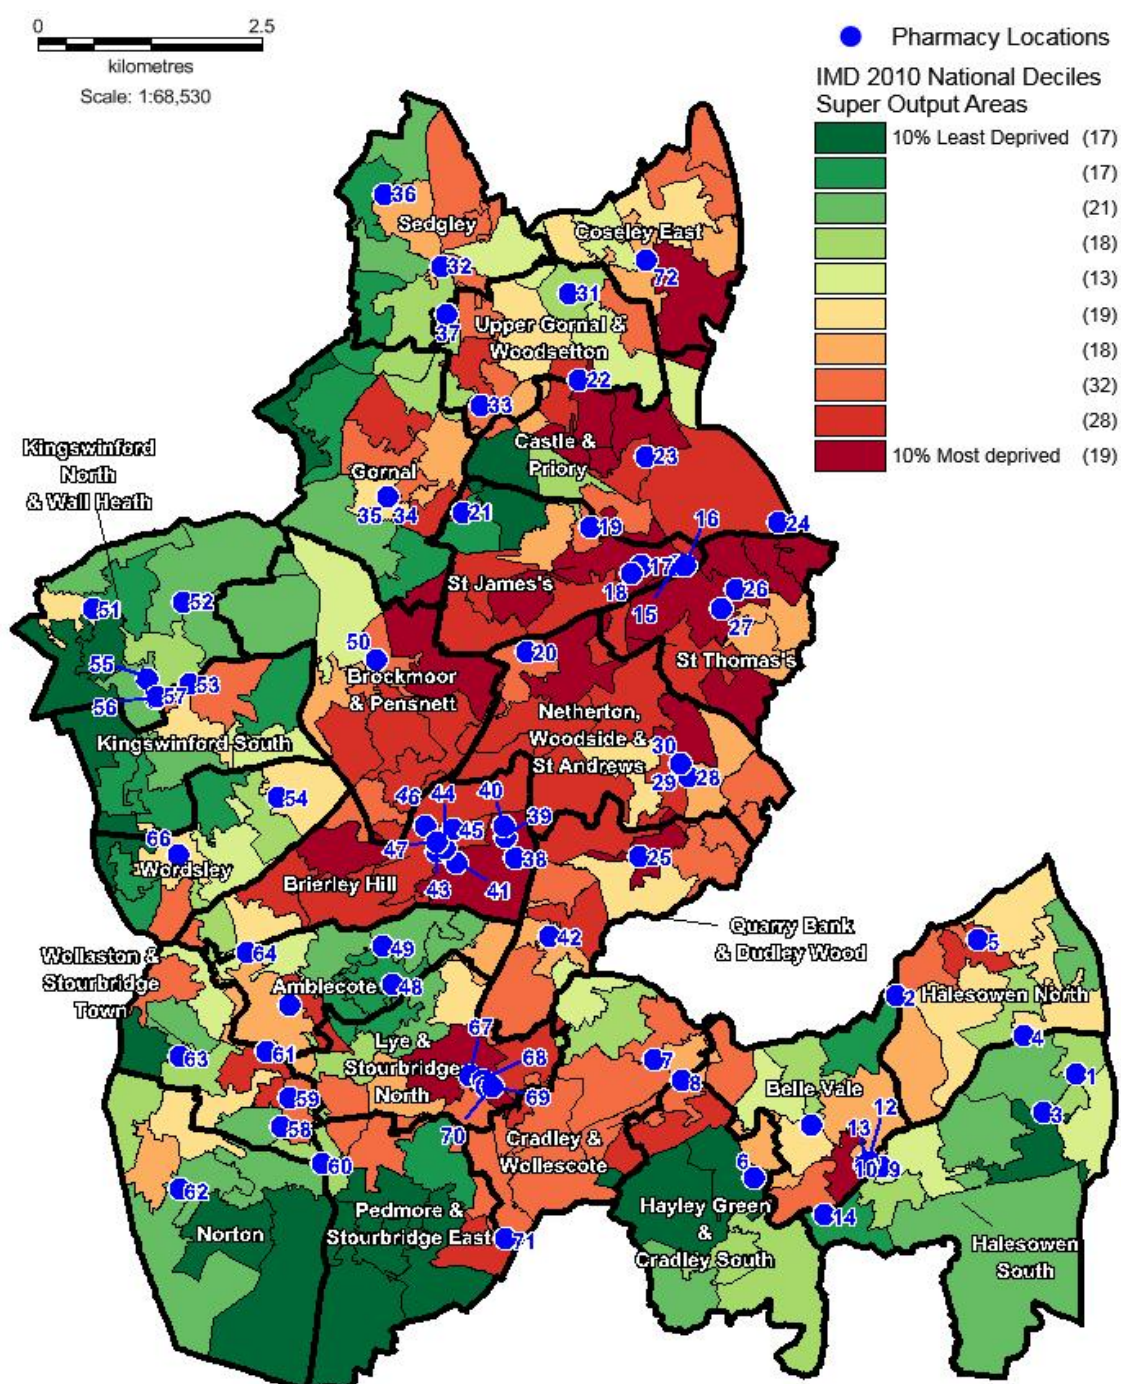 0 2.5
kilometres
Scale: 1:68,530
Pharmacy Locations
IMD 2010 National Deciles
Super Output Areas
10% Least Deprived (17)
(17)
(21)
(18)
(13)
(19)
(18)
(32)
(28)
10% Most deprived (19)
36
Sedgley
Coseley East
32
72
31
37
Upper Gornal &
Woodsetton
22
33
Kingswinford
North
& Wall Heath
Castle &
Priory
23
Gornal
35 34
21
19
16
24
St James's
17
18
15
26
27
51
52
50
20
St Thomas's
55
53
Brockmoor
& Pensnett
56
57
Kingswinford South
Netherton,
Woodside &
St Andrews
30
29
28
54
46
44
40
39
45
66
Wordsley
47
38
25
Brierley Hill
43
41
Quarry Bank
& Dudley Wood
42
5
64
49
Wollaston &
Stourbridge
Town
Amblecote
48
2
Halesowen North
67
4
61
Lye &
Stourbridge
North
68
63
7
8
Belle Vale
1
59
69
3
58
70
Cradley &
Wollescote
13
12
60
6
10
9
62
Norton
Pedmore &
Stourbridge East
Hayley Green
&
Cradley South
14
71
Halesowen
South